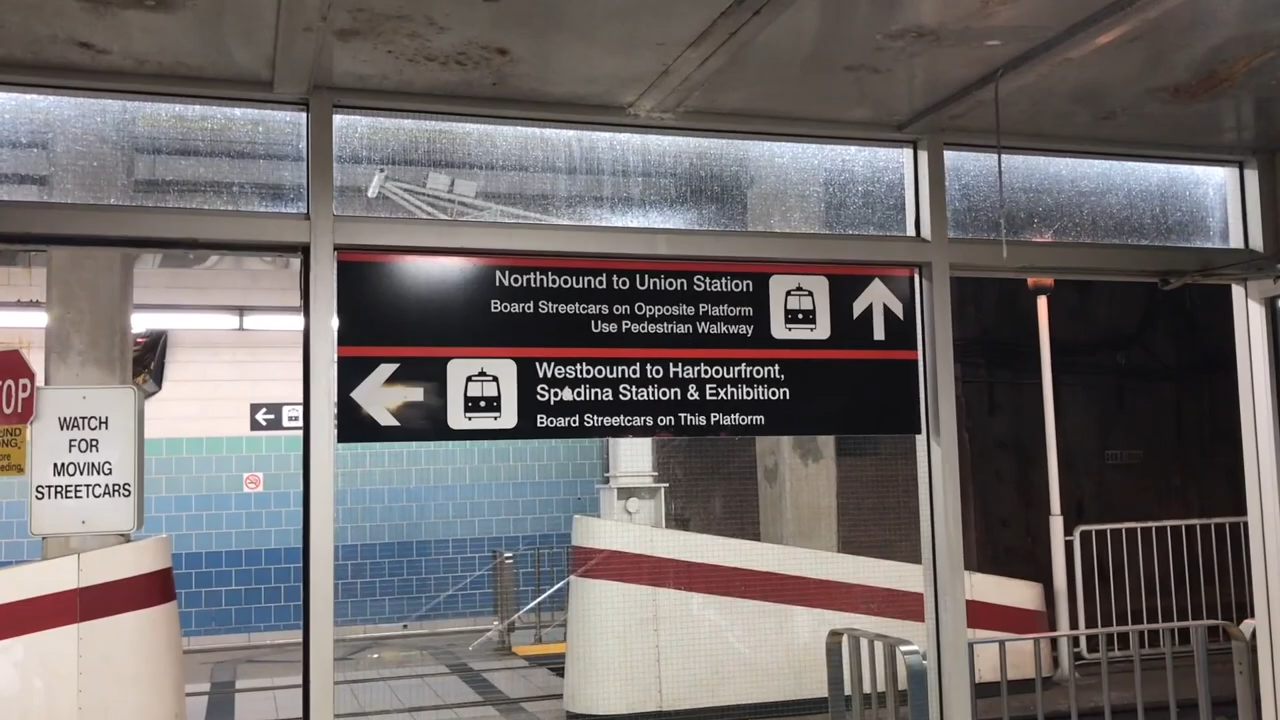 Northbound to Union Station
Board Streetcars on Opposite Platform
Use Pedestrian Walkway
Westbound to Harbourfront,
Spadina Station & Exhibition
Board Streetcars on This Platform
TOP
WATCH
FOR
MOVING
STREETCARS